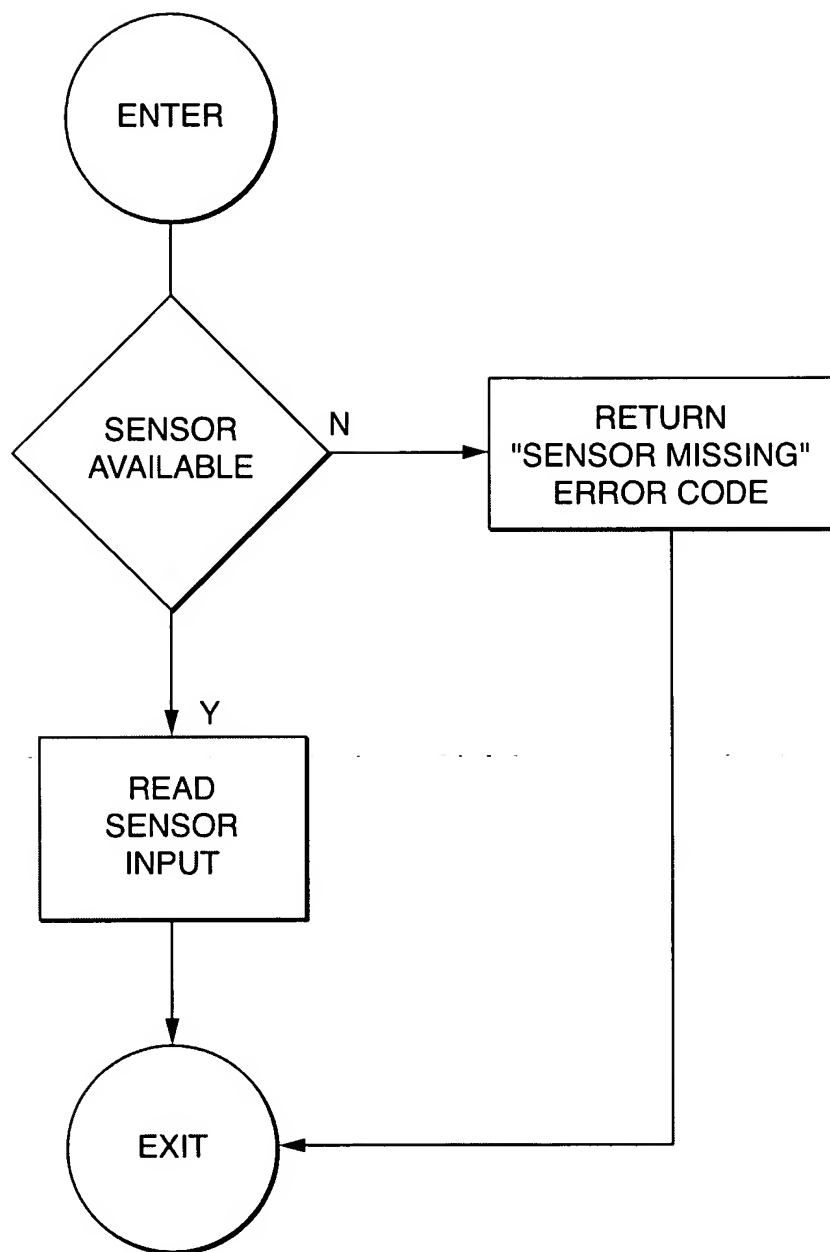 ENTER
SENSOR
AVAILABLE
N
RETURN
"SENSOR MISSING"
ERROR CODE
Y
READ
SENSOR
INPUT
EXIT